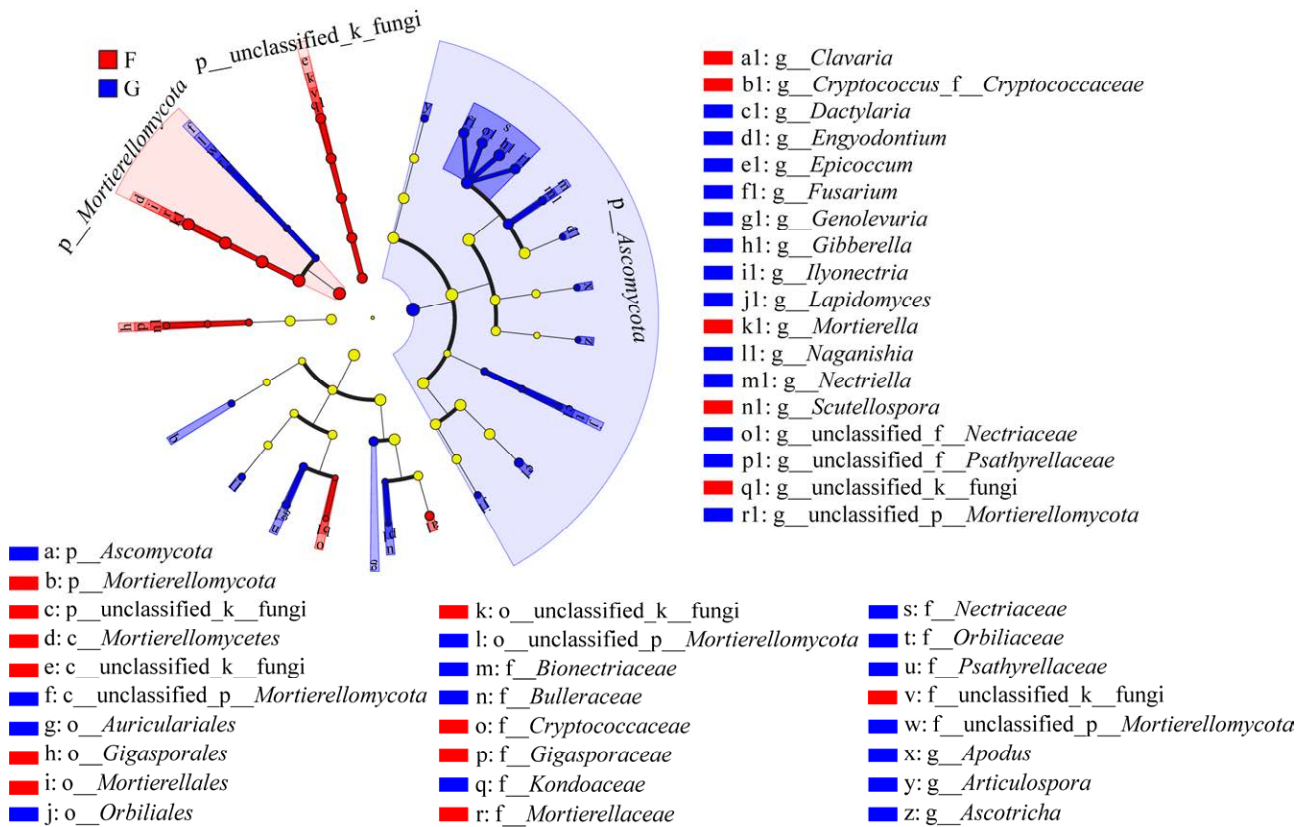 p__unclassified_k_fungi
F
G
p__Mortierellomycota
p__Ascomycota
a1: g__Clavaria
b1: g__Cryptococcus_f__Cryptococcaceae
c1: g__Dactylaria
d1: g__Engyodontium
e1: g__Epicoccum
f1: g__Fusarium
g1: g__Genolevuria
h1: g__Gibberella
i1: g__Ilyonectria
j1: g__Lapidomyces
k1: g__Mortierella
l1: g__Naganishia
m1: g__Nectriella
n1: g__Scutellospora
o1: g__unclassified_f__Nectriaceae
p1: g__unclassified_f__Psathyrellaceae
q1: g__unclassified_k__fungi
r1: g__unclassified_p__Mortierellomycota
a: p__Ascomycota
b: p__Mortierellomycota
c: p__unclassified_k__fungi
d: c__Mortierellomycetes
e: c__unclassified_k__fungi
f: c__unclassified_p__Mortierellomycota
g: o__Auriculariales
h: o__Gigasporales
i: o__Mortierellales
j: o__Orbiliales
k: o__unclassified_k__fungi
l: o__unclassified_p__Mortierellomycota
m: f__Bionectriaceae
n: f__Bulleraceae
o: f__Cryptococcaceae
p: f__Gigasporaceae
q: f__Kondoaceae
r: f__Mortierellaceae
s: f__Nectriaceae
t: f__Orbiliaceae
u: f__Psathyrellaceae
v: f__unclassified_k__fungi
w: f__unclassified_p__Mortierellomycota
x: g__Apodus
y: g__Articulospora
z: g__Ascotricha